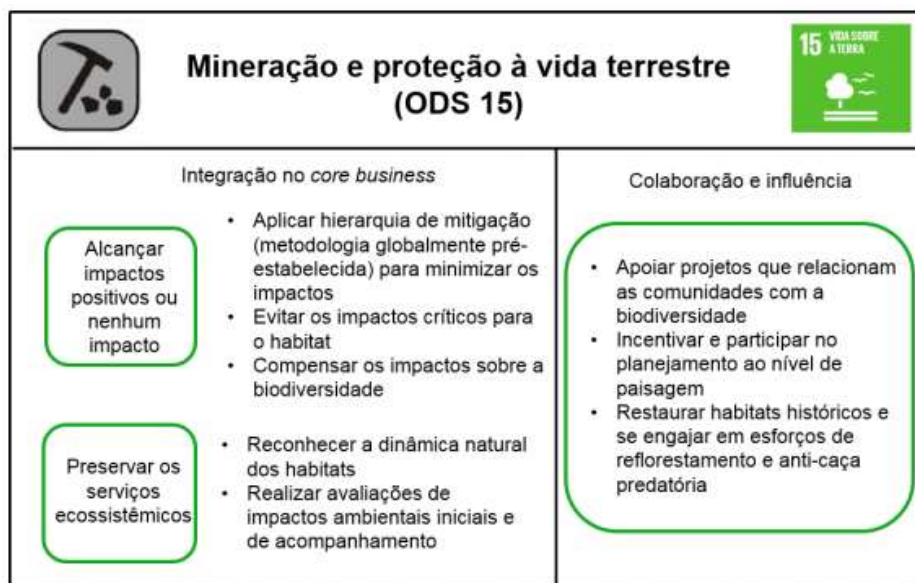 Mineração e proteção à vida terrestre
(ODS 15)
15 VIDA SOBRE
A TERRA
Integração no core business
Alcançar
impactos
positivos ou
nenhum
impacto
• Aplicar hierarquia de mitigação
(metodologia globalmente pré-
estabelecida) para minimizar os
impactos
• Evitar os impactos críticos para
o habitat
• Compensar os impactos sobre a
biodiversidade
Preservar os
serviços
ecossistêmicos
• Reconhecer a dinâmica natural
dos habitats
• Realizar avaliações de
impactos ambientais iniciais e
de acompanhamento
Colaboração e influência
• Apoiar projetos que relacionam
as comunidades com a
biodiversidade
• Incentivar e participar no
planejamento ao nível de
paisagem
• Restaurar habitats históricos e
se engajar em esforços de
reflorestamento e anti-caça
predatória